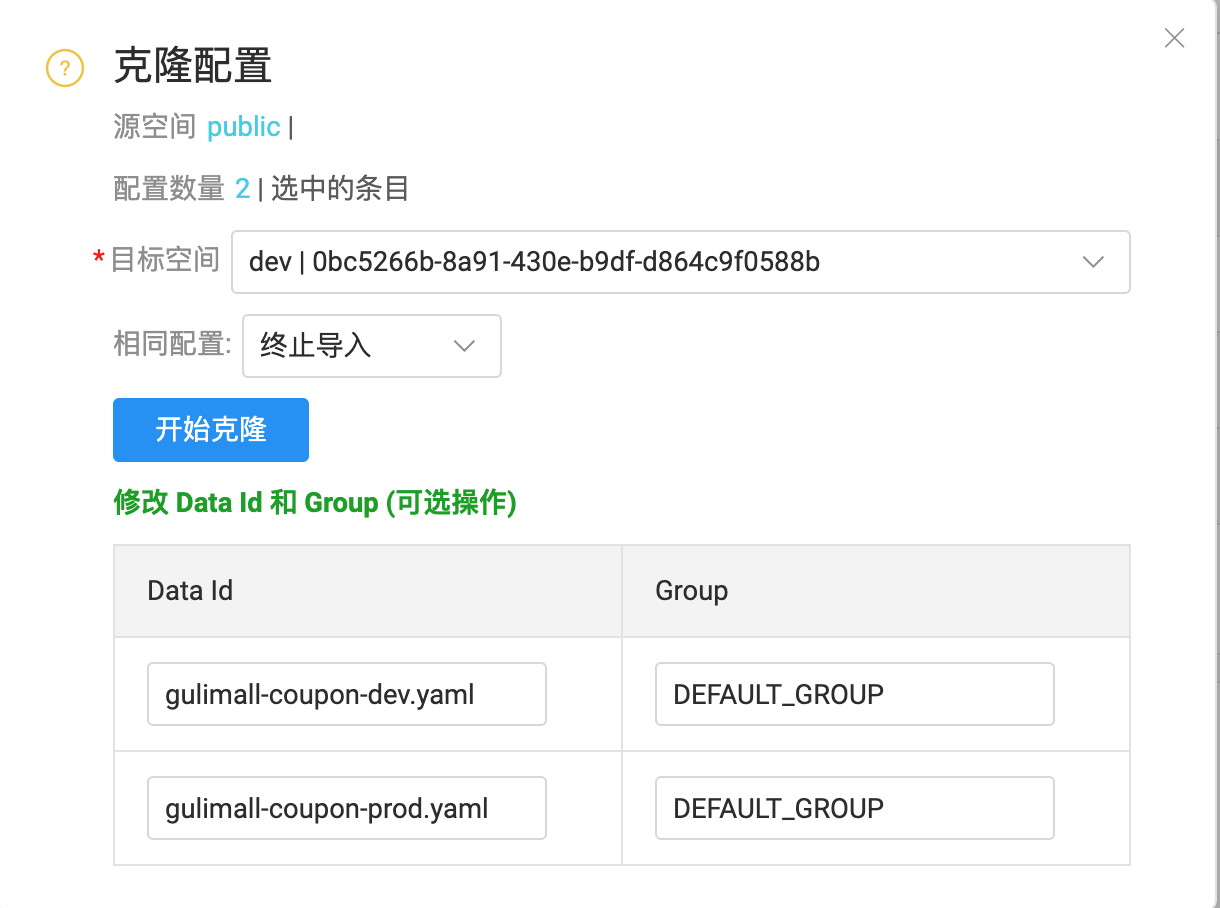 ?
克隆配置
源空间 public |
配置数量 2 | 选中的条目
* 目标空间 dev | 0bc5266b-8a91-430e-b9df-d864c9f0588b
相同配置: 终止导入
开始克隆
修改 Data Id 和 Group (可选操作)
Data Id Group
gulimall-coupon-dev.yaml DEFAULT_GROUP
gulimall-coupon-prod.yaml DEFAULT_GROUP